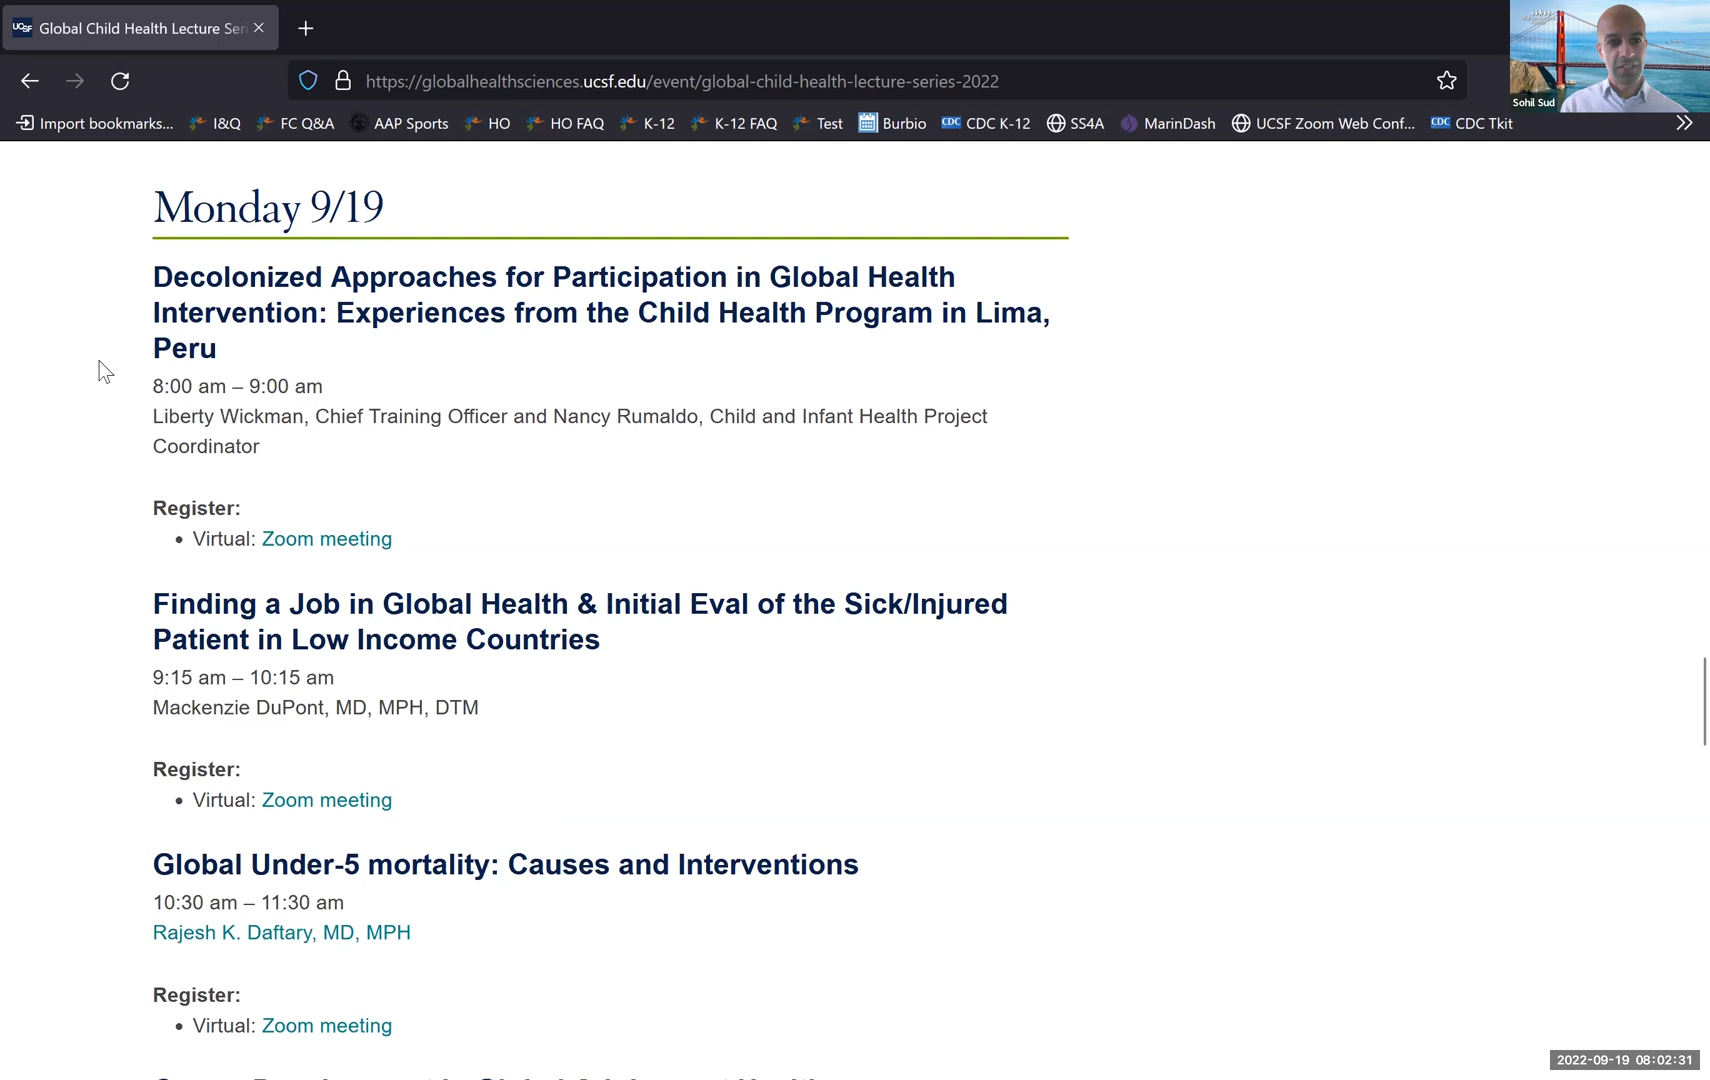 Global Child Health Lecture Seri
https://globalhealthsciences.ucsf.edu/event/global-child-health-lecture-series-2022
Sohil Sud
Import bookmarks... I&Q FC Q&A AAP Sports HO HO FAQ K-12 K-12 FAQ Test Burbio CDC CDC K-12 SS4A MarinDash UCSF Zoom Web Conf... CDC CDC Tkit
Monday 9/19
Decolonized Approaches for Participation in Global Health
Intervention: Experiences from the Child Health Program in Lima,
Peru
8:00 am – 9:00 am
Liberty Wickman, Chief Training Officer and Nancy Rumaldo, Child and Infant Health Project
Coordinator
Register:
• Virtual: Zoom meeting
Finding a Job in Global Health & Initial Eval of the Sick/Injured
Patient in Low Income Countries
9:15 am – 10:15 am
Mackenzie DuPont, MD, MPH, DTM
Register:
• Virtual: Zoom meeting
Global Under-5 mortality: Causes and Interventions
10:30 am – 11:30 am
Rajesh K. Daftary, MD, MPH
Register:
• Virtual: Zoom meeting
2022-09-19 08:02:31